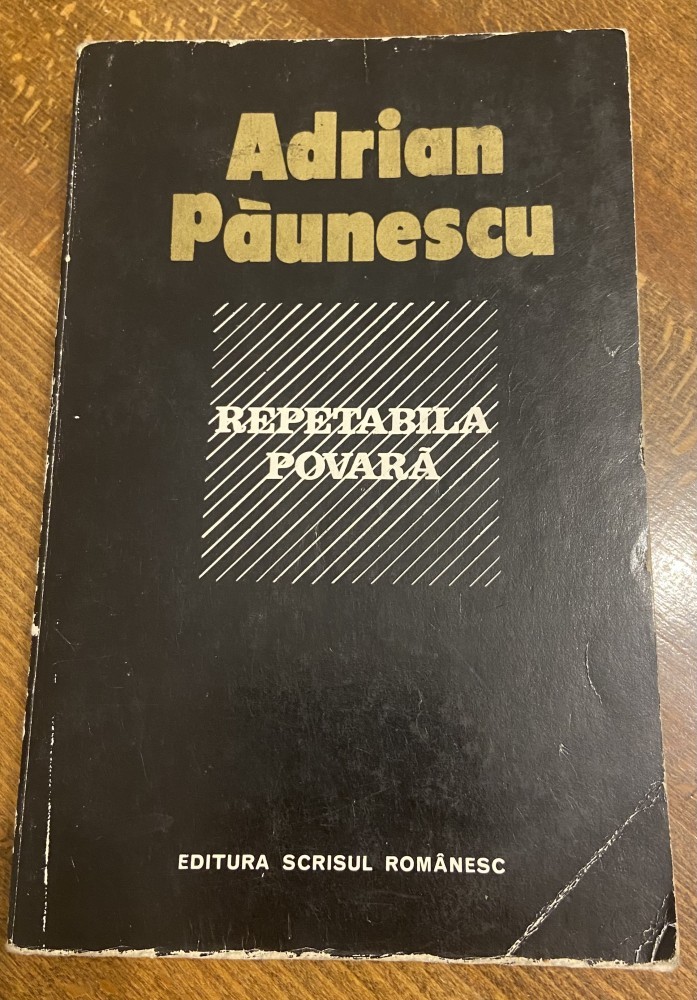 Adrian
Pàunescu
REPETABILA
POVARĂ
EDITURA SCRISUL ROMÂNESC